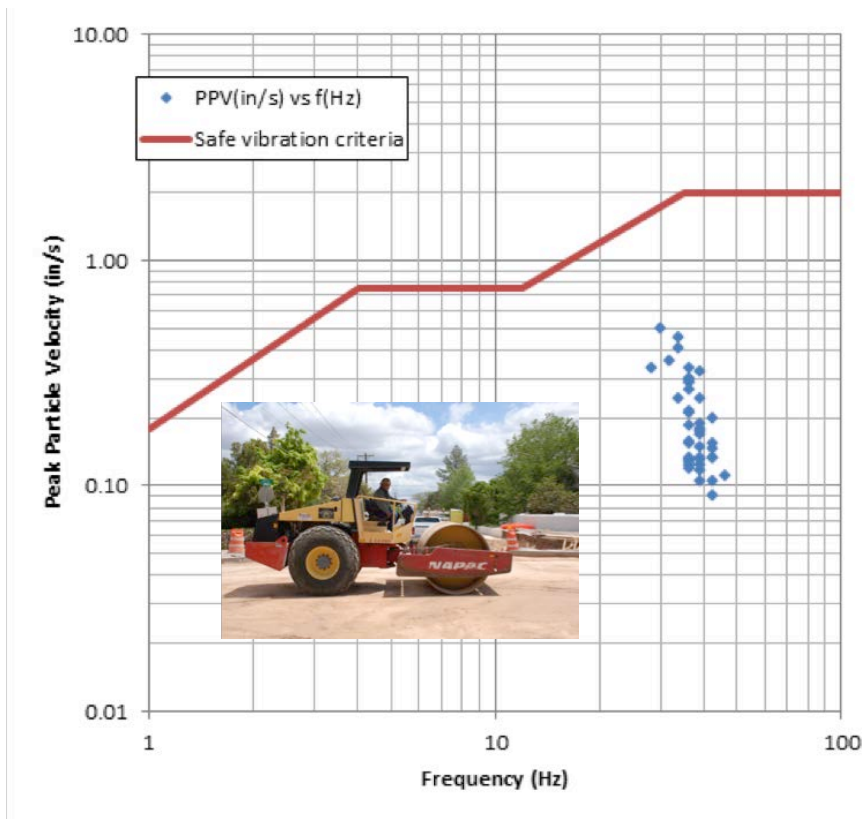 10.00
PPV(in/s) vs f(Hz)
Safe vibration criteria
Peak Particle Velocity (in/s)
1.00
0.10
NAPPC
0.01
1
10
100
Frequency (Hz)